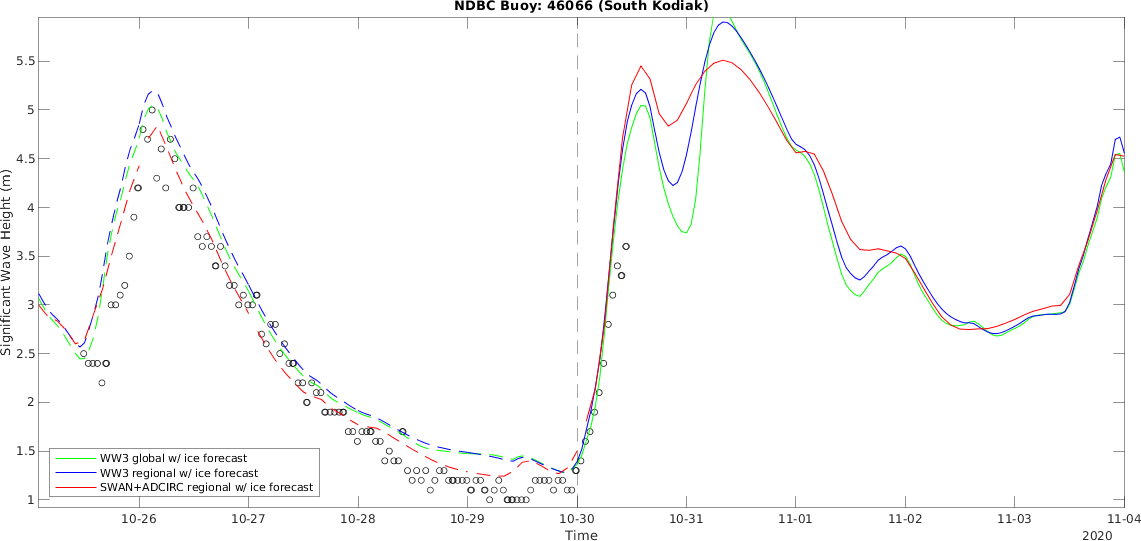 NDBC Buoy: 46066 (South Kodiak)
Significant Wave Height (m)
5.5
5
4.5
4
3.5
3
2.5
2
1.5
1
WW3 global w/ ice forecast
WW3 regional w/ ice forecast
SWAN+ADCIRC regional w/ ice forecast
10-26 10-27 10-28 10-29 10-30 10-31 11-01 11-02 11-03 11-04
Time
2020